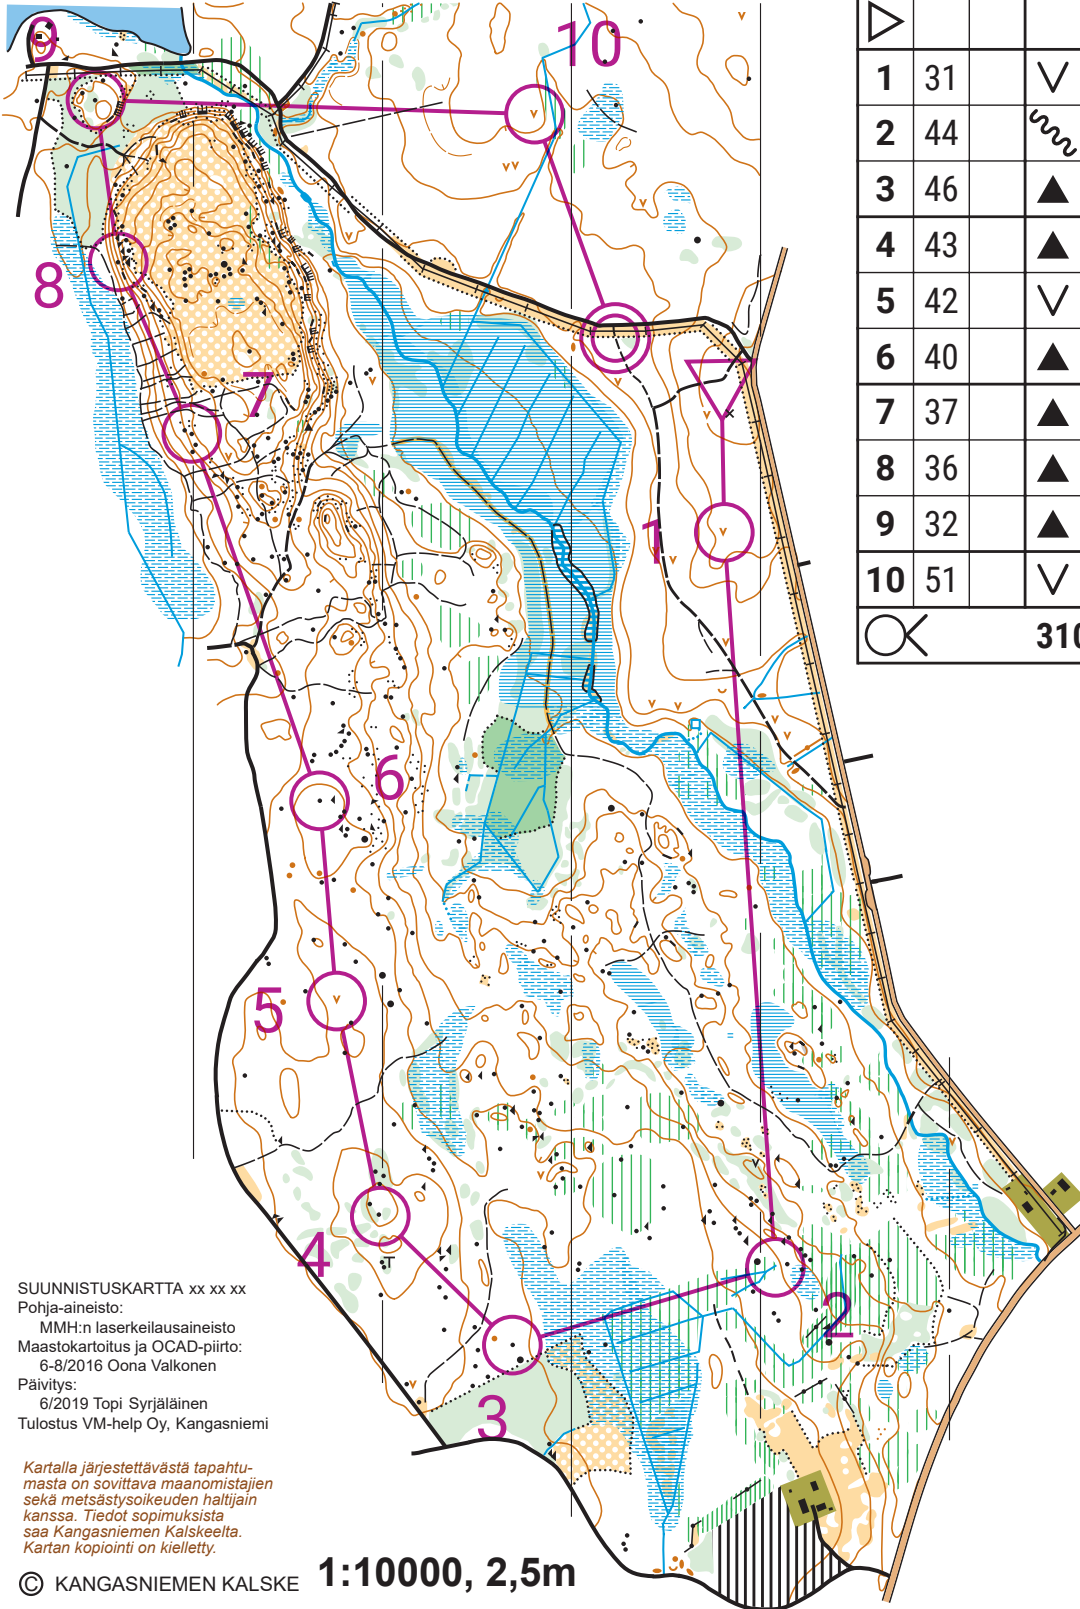 9
10
8
7
1
6
5
4
3
2
1 31
2 44
3 46
4 43
5 42
6 40
7 37
8 36
9 32
10 51
SUUNNISTUSKARTTA xx xx xx
Pohja-aineisto:
MMH:n laserkeilausaineisto
Maastokartoitus ja OCAD-piirto:
6-8/2016 Oona Valkonen
Päivitys:
6/2019 Topi Syrjäläinen
Tulostus VM-help Oy, Kangasniemi
Kartalla järjestettävästä tapahtu-
masta on sovittava maanomistajien
sekä metsästysoikeuden haltijain
kanssa. Tiedot sopimuksista
saa Kangasniemen Kalskeelta.
Kartan kopiointi on kielletty.
© KANGASNIEMEN KALSKE
1:10000, 2,5m